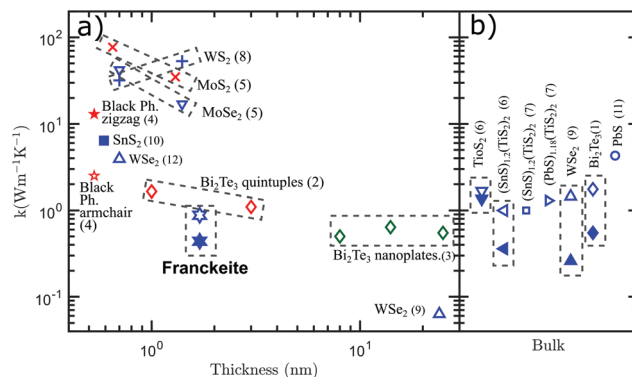 a)
b)
10²
10¹
10⁰
10⁻¹
k(Wm⁻¹K⁻¹)
WS₂ (8)
MoS₂ (5)
MoSe₂ (5)
Black Ph.
zigzag (4)
SnS₂ (10)
WSe₂ (12)
Black
Ph.
armchair
(4)
Bi₂Te₃ quintuples (2)
Franckeite
Bi₂Te₃ nanoplates.(3)
WSe₂ (9)
TioS₂ (6)
(SnS)₁.₂(TiS₂)₂ (6)
(SnS)₁.₂(TiS₂)₂ (7)
(PbS)₁.₁₈(TiS₂)₂ (7)
WSe₂ (9)
Bi₂Te₃(1)
PbS (11)
10⁰
10¹
Thickness (nm)
Bulk